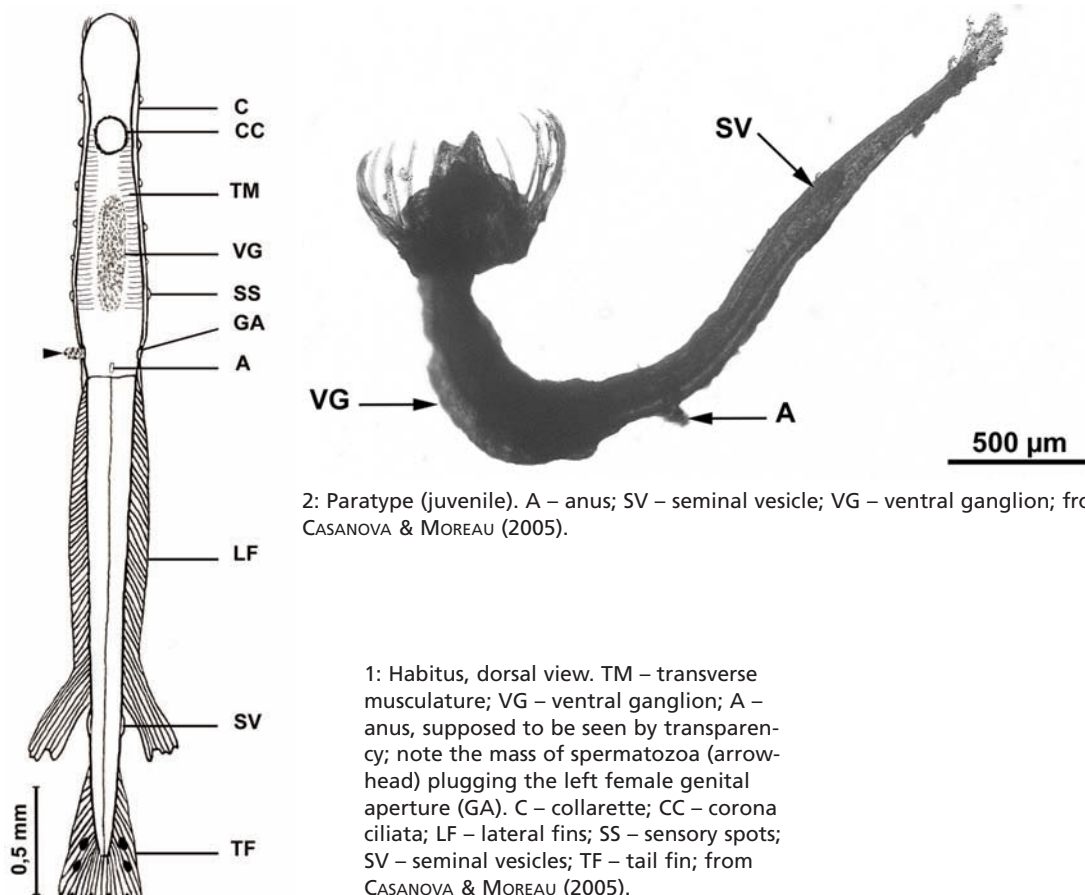 C
CC
TM
VG
SS
GA
A
LF
SV
TF
0,5 mm
SV
VG
A
500 µm
2: Paratype (juvenile). A – anus; SV – seminal vesicle; VG – ventral ganglion; fro
CASANOVA & MOREAU (2005).
1: Habitus, dorsal view. TM – transverse
musculature; VG – ventral ganglion; A –
anus, supposed to be seen by transparen-
cy; note the mass of spermatozoa (arrow-
head) plugging the left female genital
aperture (GA). C – collarette; CC – corona
ciliata; LF – lateral fins; SS – sensory spots;
SV – seminal vesicles; TF – tail fin; from
CASANOVA & MOREAU (2005).